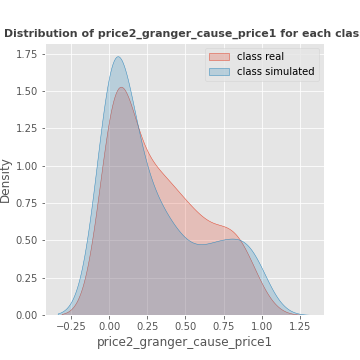 Distribution of price2_granger_cause_price1 for each clas
class real
class simulated
1.75
1.50
1.25
1.00
0.75
0.50
0.25
0.00
Density
−0.25 0.00 0.25 0.50 0.75 1.00 1.25
price2_granger_cause_price1